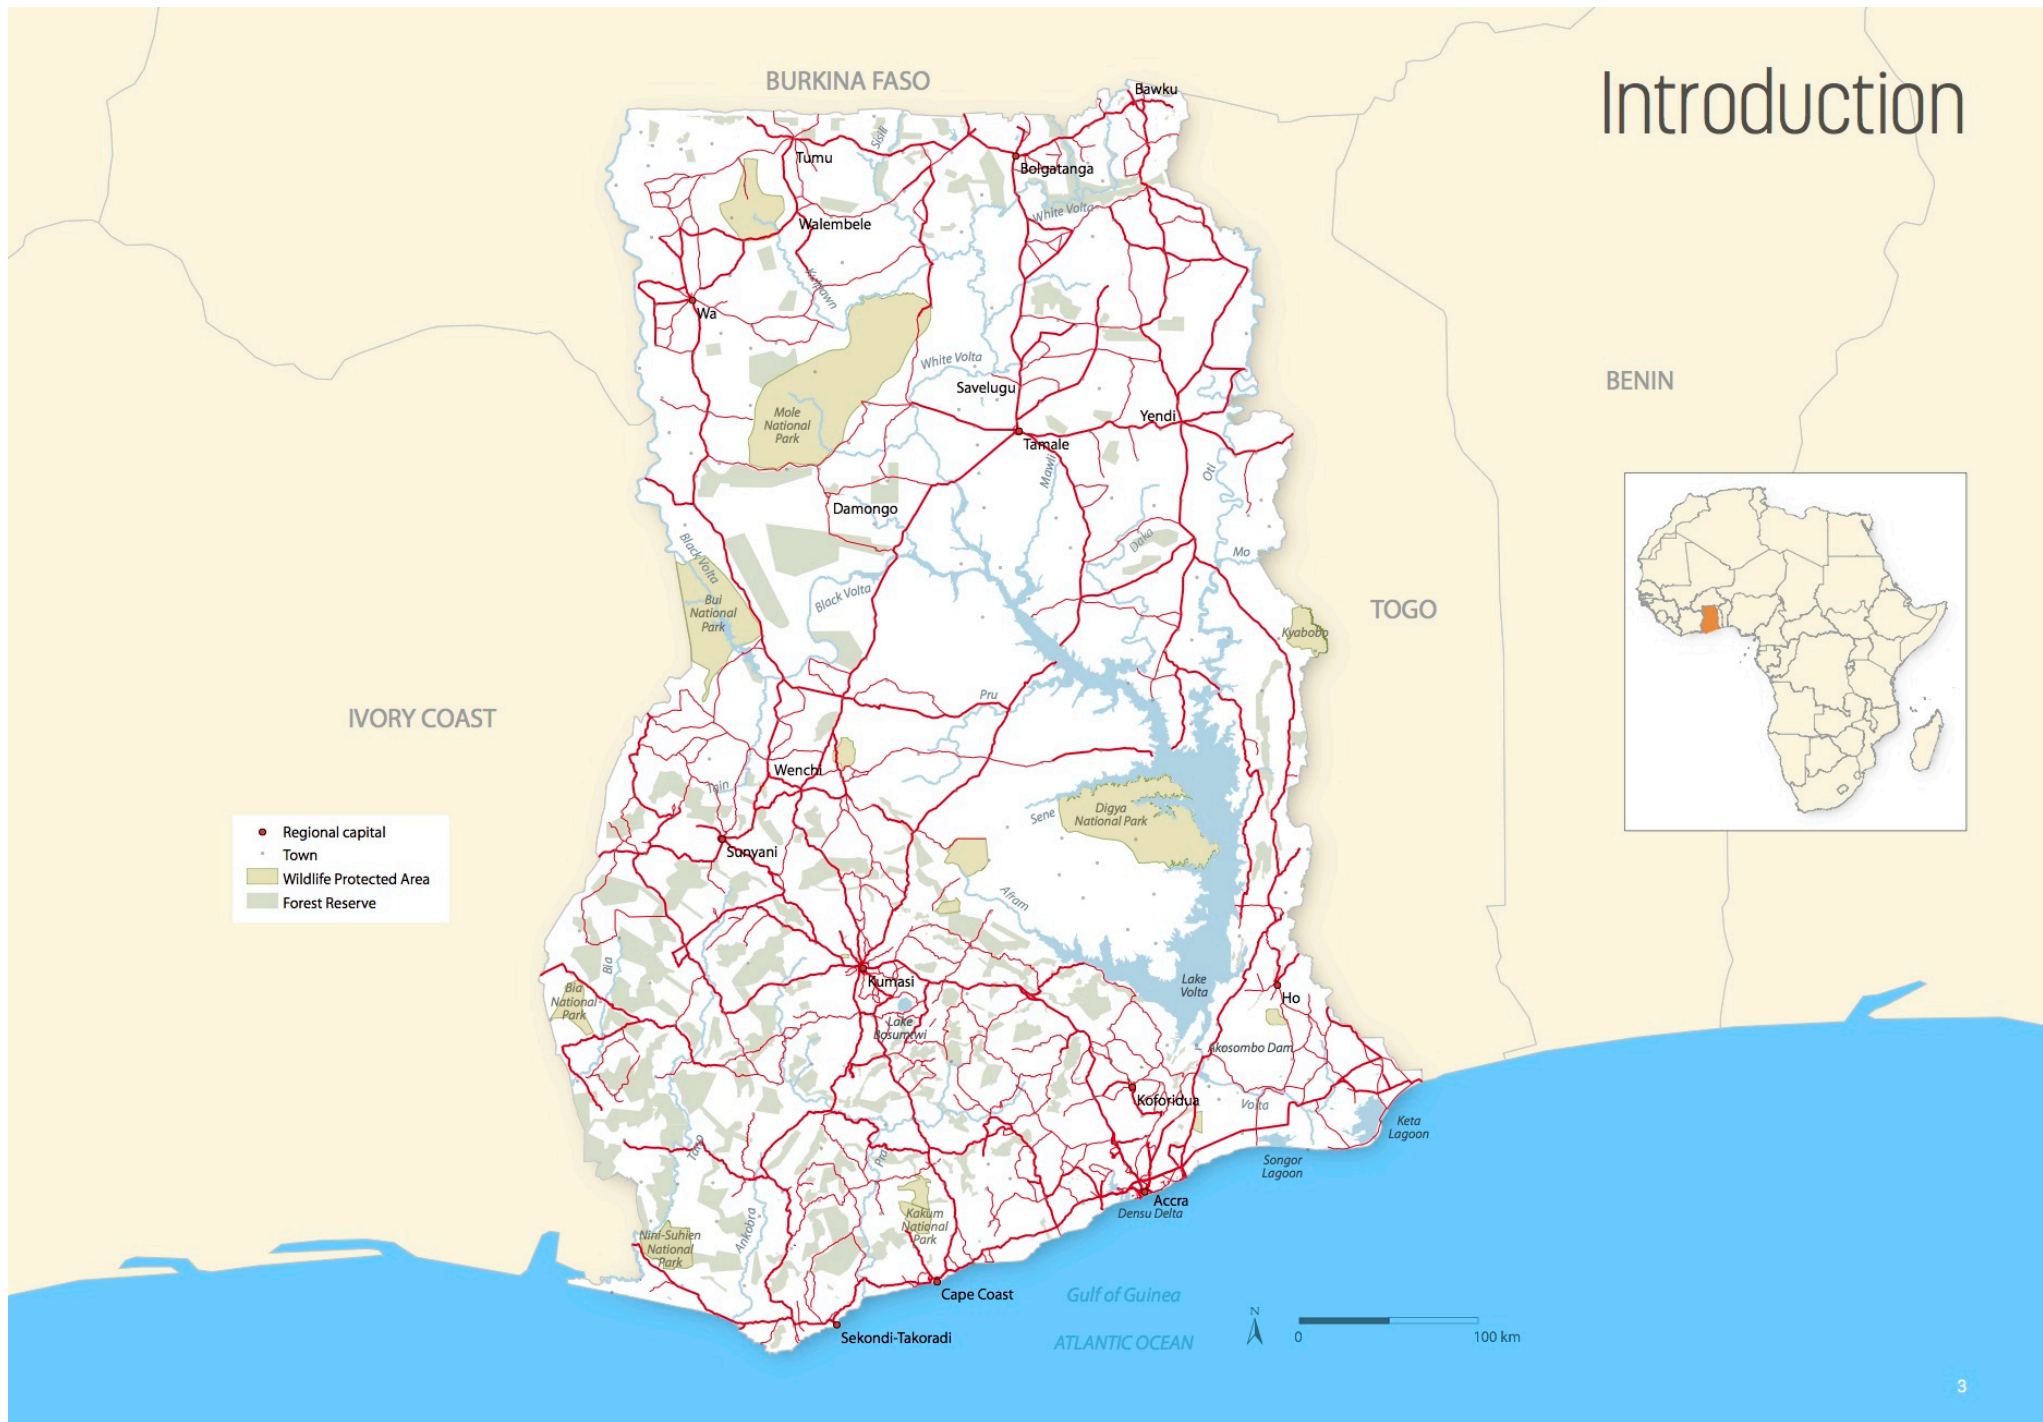 Introduction
BURKINA FASO
Bawku
Tumu
Sisili
Bolgatanga
Walembele
White Volta
Kulpawn
Wa
White Volta
Savelugu
BENIN
Mole
National
Park
Yendi
Tamale
Mawli
Oti
Damongo
Black Volta
Daka
Mo
Black Volta
Bui
National
Park
TOGO
Kyabobo
Pru
IVORY COAST
Wenchi
Tain
Digya
National Park
Sene
Regional capital
Town
Wildlife Protected Area
Forest Reserve
Sunyani
Afram
Bia
Kumasi
Lake
Volta
Ho
Bia
National
Park
Lake
Bosumtwi
Akosombo Dam
Koforidua
Volta
Keta
Lagoon
Tano
Pra
Songor
Lagoon
Accra
Densu Delta
Kakum
National
Park
Ankobra
Nini-Suhien
National
Park
Cape Coast
Gulf of Guinea
N
0
100 km
Sekondi-Takoradi
ATLANTIC OCEAN
3